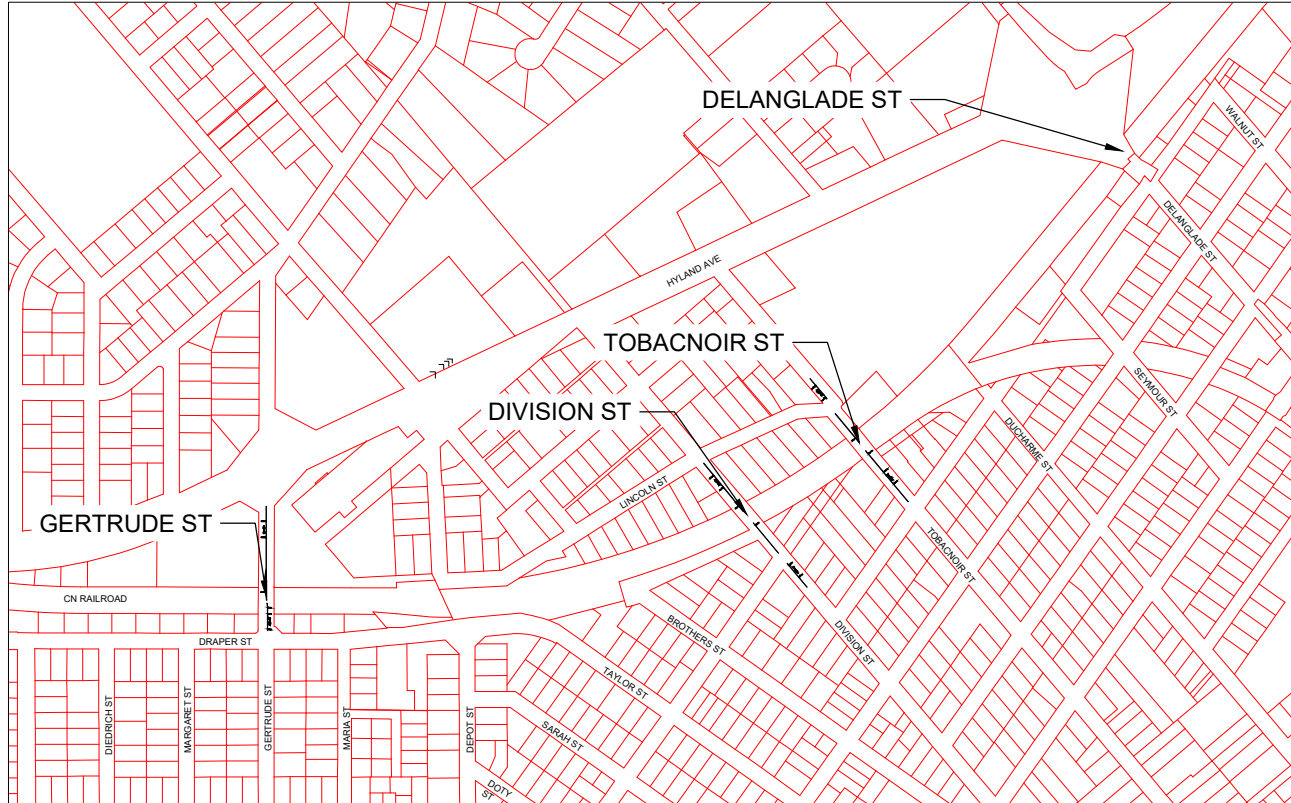 DELANGLADE ST
WALNUT ST
DELANGLADE ST
HYLAND AVE
TOBACNOIR ST
SEYMOUR ST
DIVISION ST
DUCHARME ST
LINCOLN ST
GERTRUDE ST
TOBACNOIR ST
CN RAILROAD
BROTHERS ST
DIVISION ST
DRAPER ST
TAYLOR ST
DIEDRICH ST
MARGARET ST
GERTRUDE ST
MARIA ST
DEPOT ST
SARAH ST
DOTY
ST